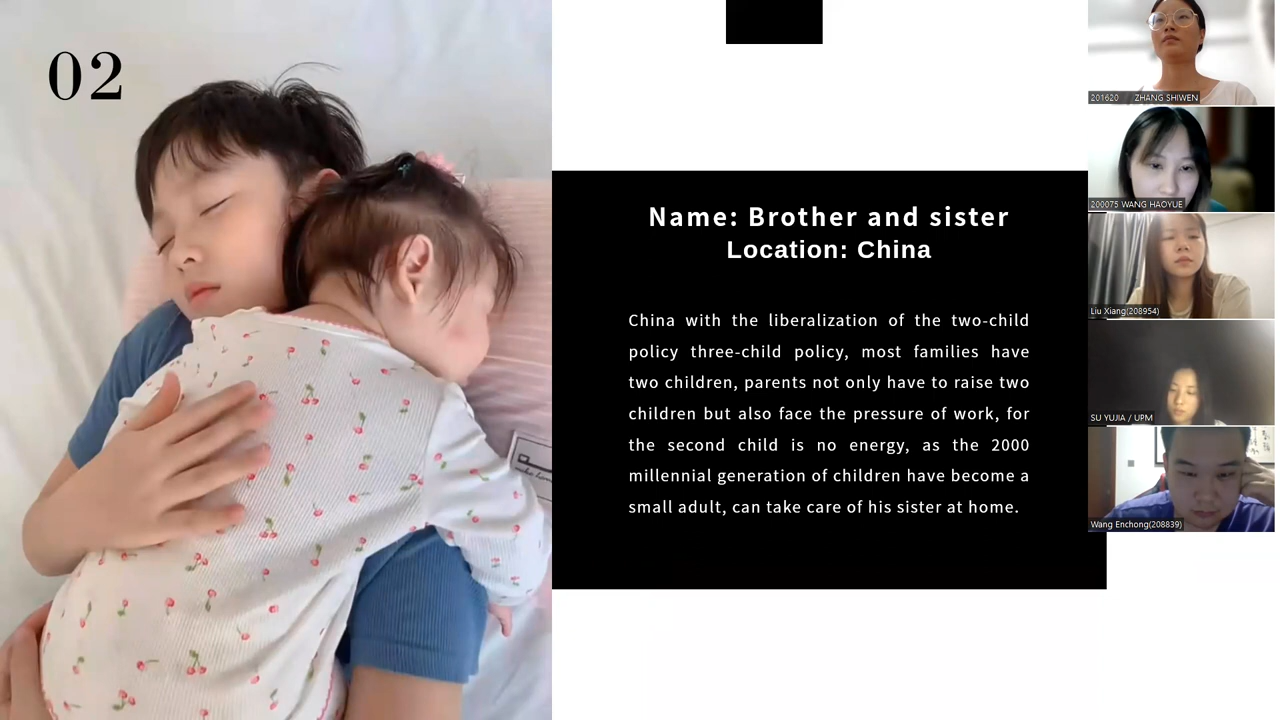 02
Name: Brother and sister
Location: China
China with the liberalization of the two-child
policy three-child policy, most families have
two children, parents not only have to raise two
children but also face the pressure of work, for
the second child is no energy, as the 2000
millennial generation of children have become a
small adult, can take care of his sister at home.
201620 ZHANG SHIWEN
200075 WANG HAOYUE
Liu Xiang(208954)
SU YUJIA / UPM
Wang Enchong(208839)